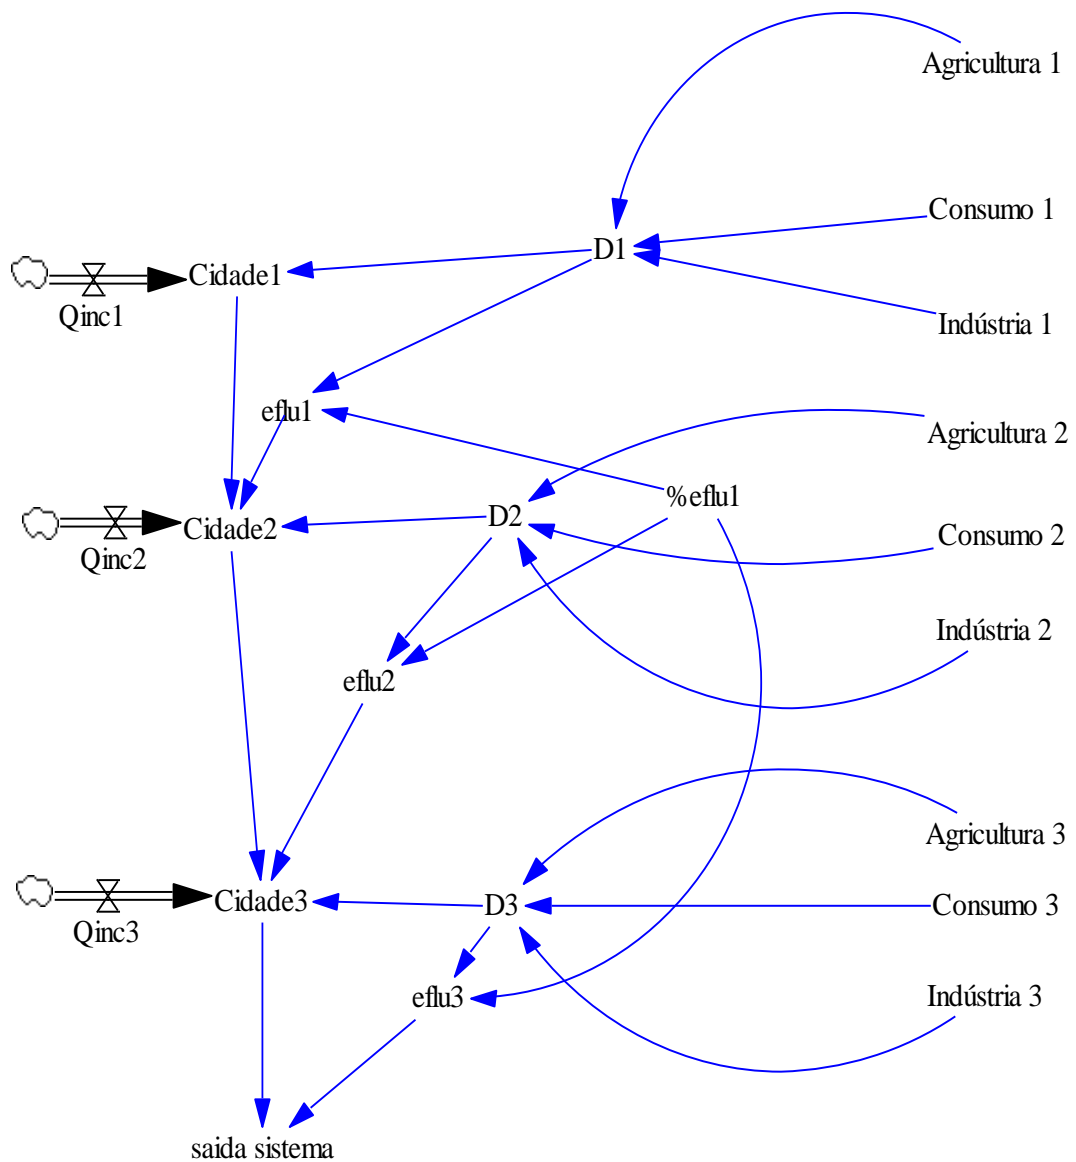 Agricultura 1
Consumo 1
D1
Cidade1
Qinc1
Indústria 1
eflu1
Agricultura 2
%eflu1
D2
Cidade2
Consumo 2
Qinc2
Indústria 2
eflu2
Agricultura 3
Cidade3
D3
Consumo 3
Qinc3
eflu3
Indústria 3
saida sistema